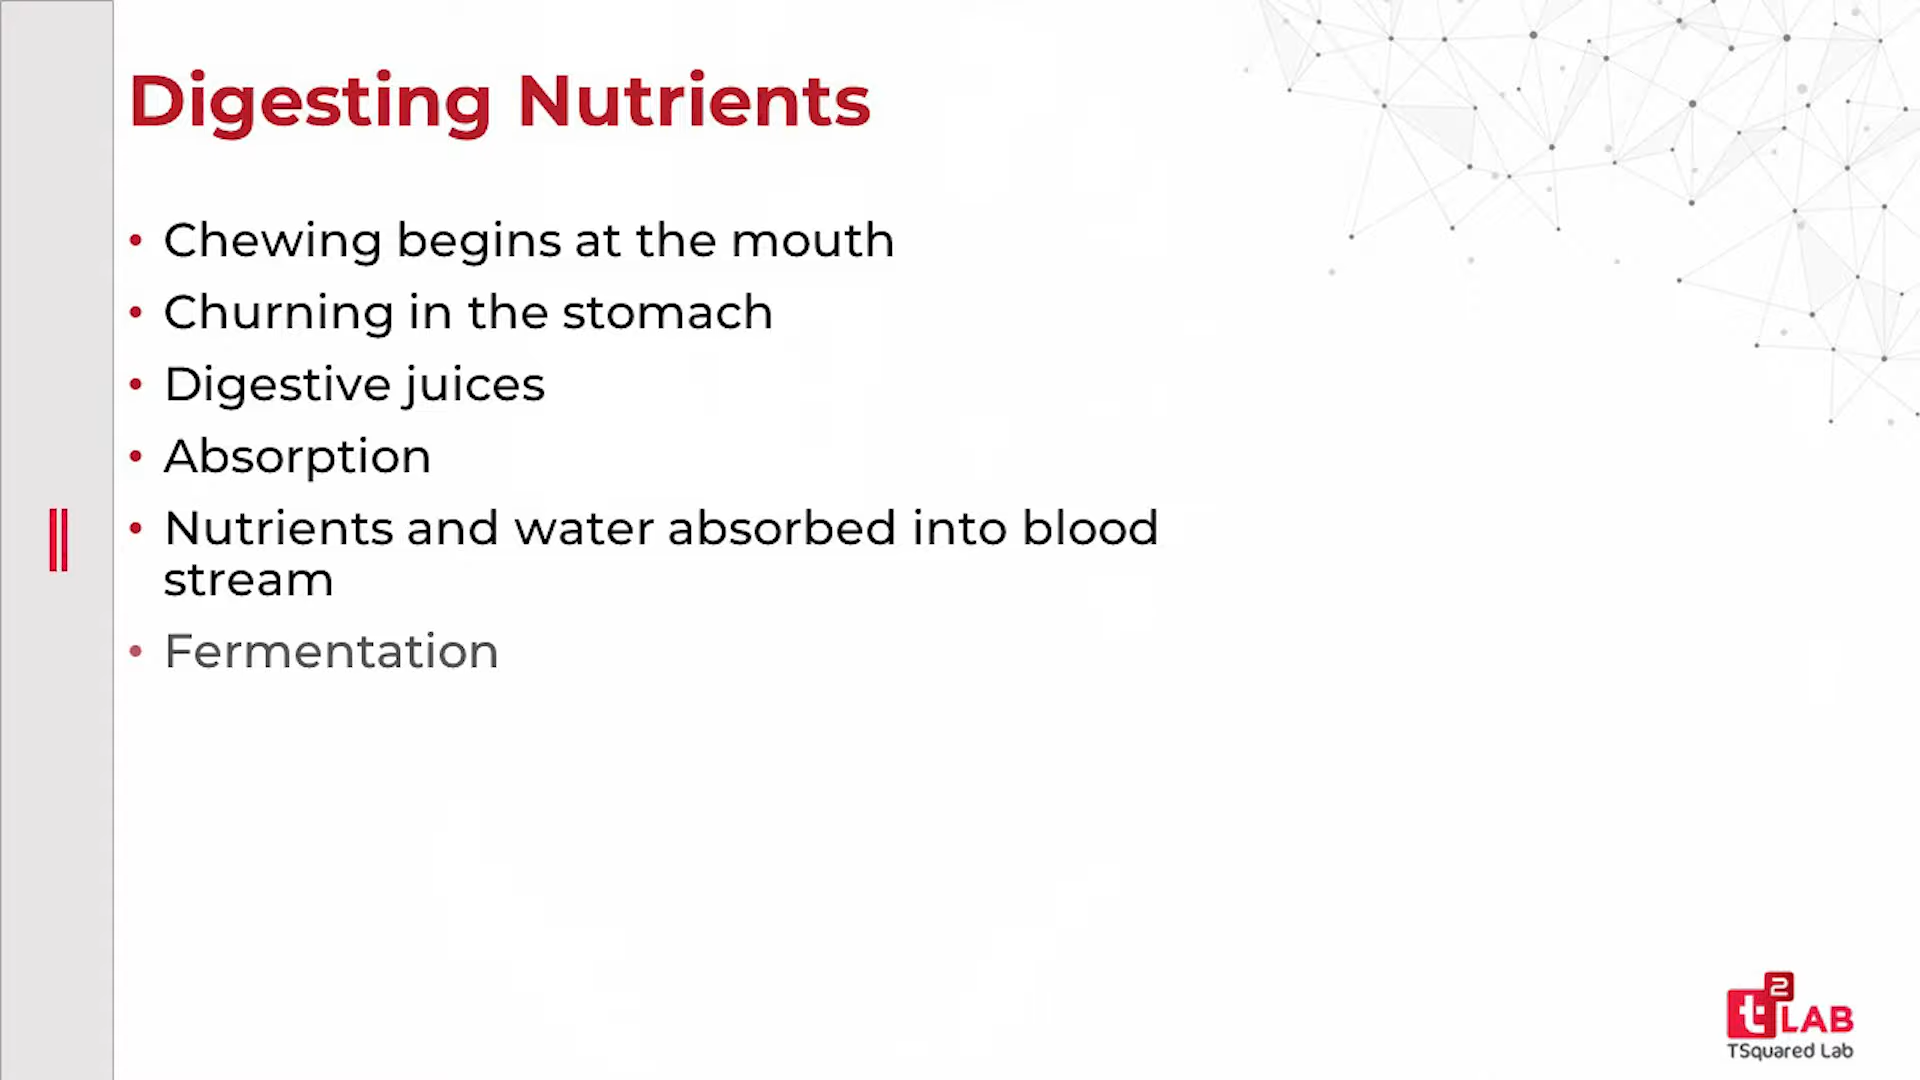 Digesting Nutrients
• Chewing begins at the mouth
• Churning in the stomach
• Digestive juices
• Absorption
• Nutrients and water absorbed into blood
stream
• Fermentation
t2 LAB
TSquared Lab